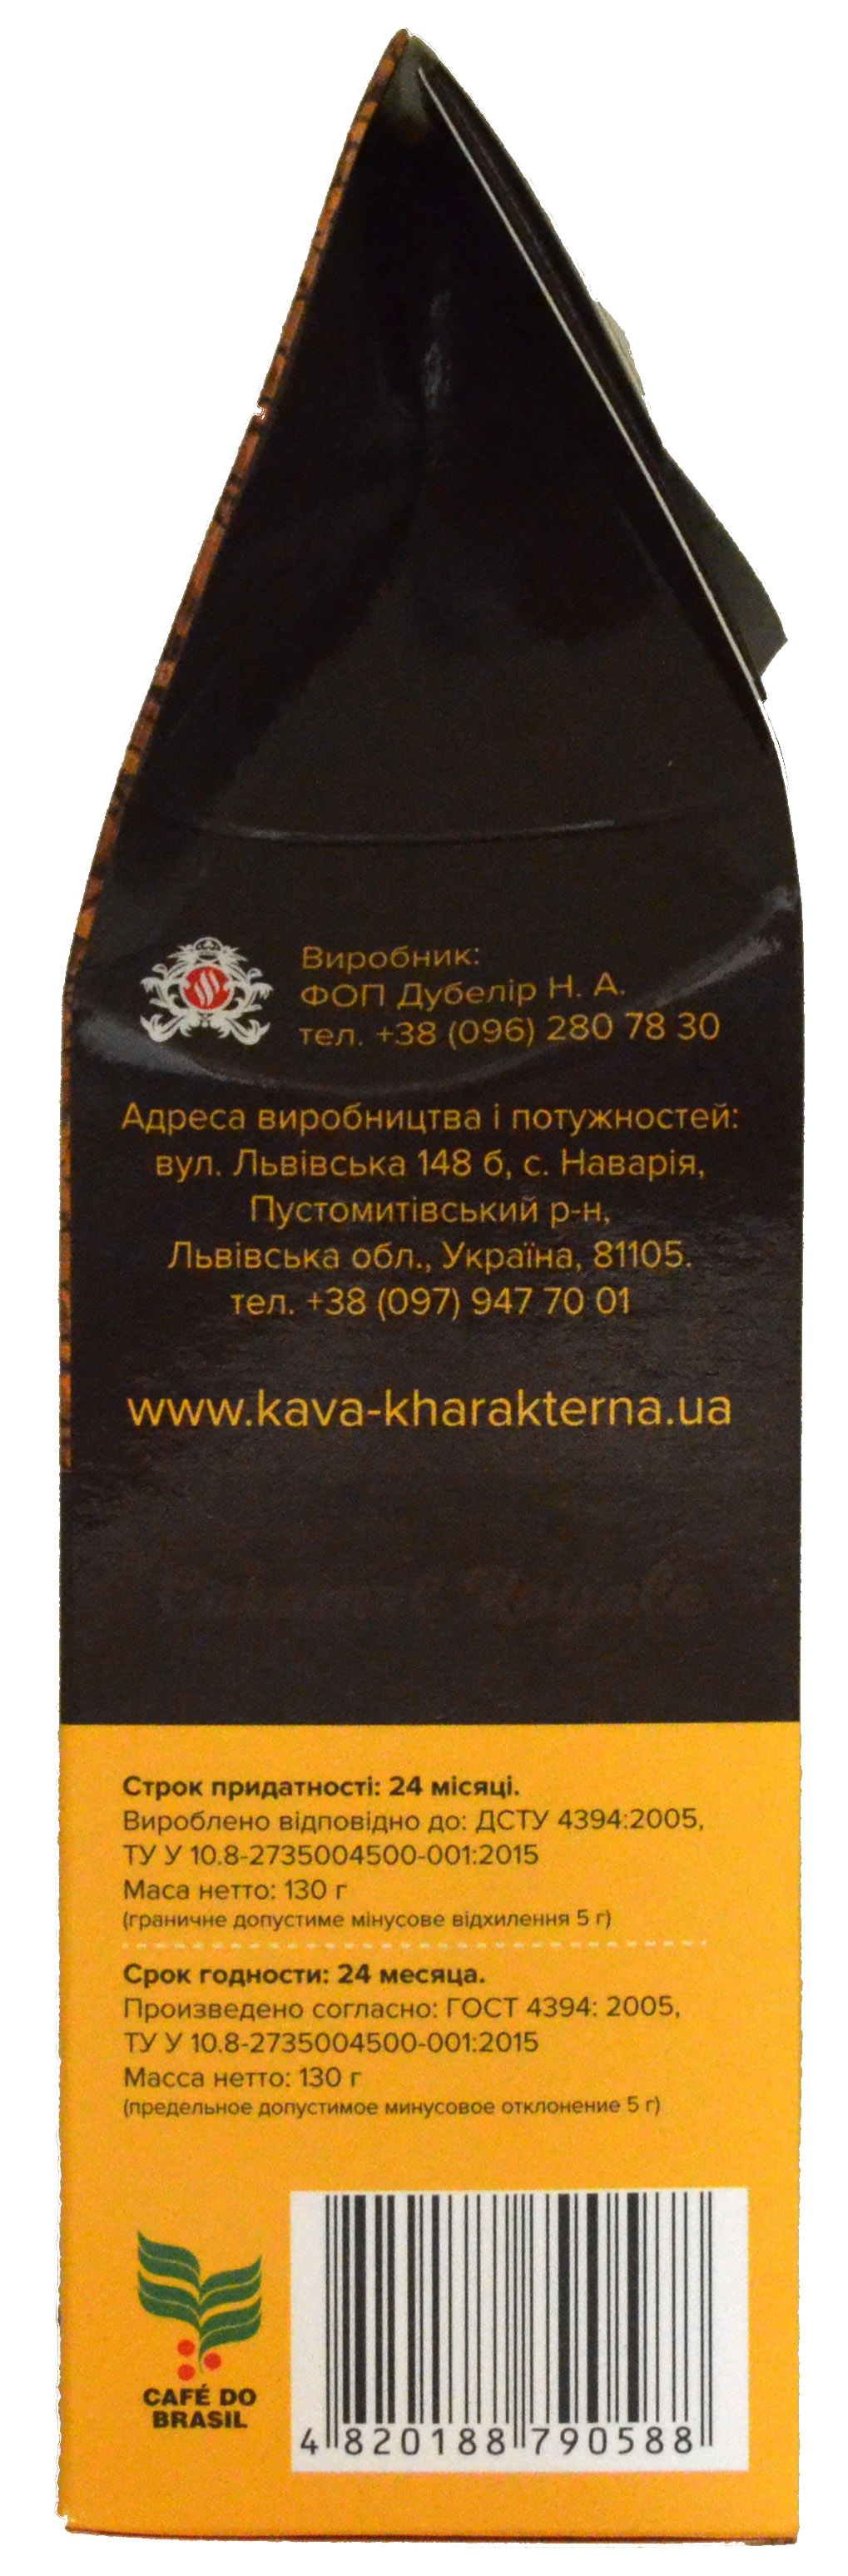 Виробник:
ФОП Дубелір Н. А.
тел. +38 (096) 280 78 30
Адреса виробництва і потужностей:
вул. Львівська 148 б, с. Наварія,
Пустомитівський р-н,
Львівська обл., Україна, 81105.
тел. +38 (097) 947 70 01
www.kava-kharakterna.ua
Строк придатності: 24 місяці.
Вироблено відповідно до: ДСТУ 4394:2005,
ТУ У 10.8-2735004500-001:2015
Маса нетто: 130 г
(граничне допустиме мінусове відхилення 5 г)
Срок годности: 24 месяца.
Произведено согласно: ГОСТ 4394: 2005,
ТУ У 10.8-2735004500-001:2015
Масса нетто: 130 г
(предельное допустимое минусовое отклонение 5 г)
CAFÉ DO
BRASIL
4 820188 790588